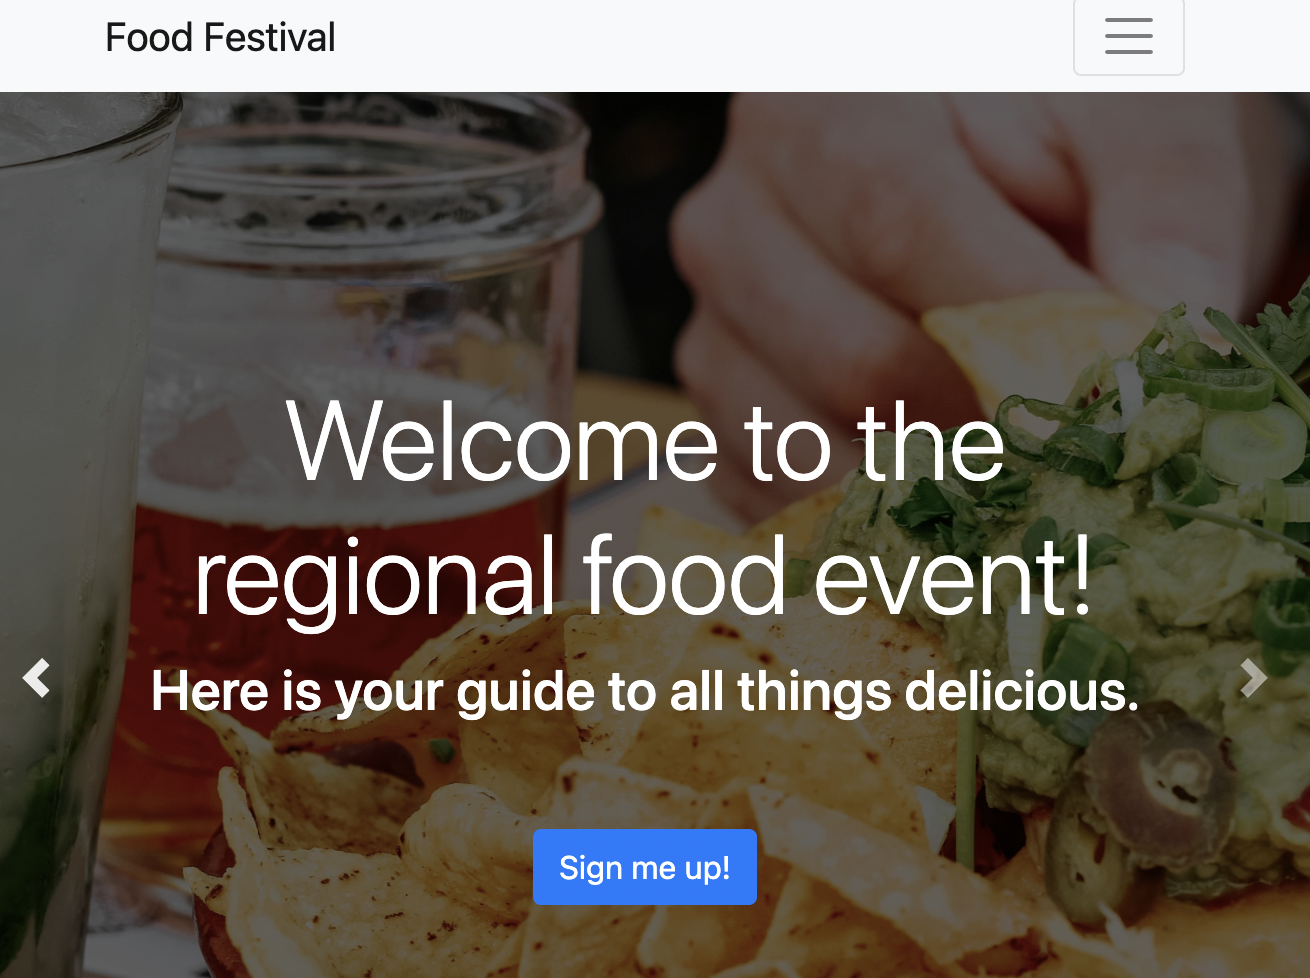 Food Festival
Welcome to the
regional food event!
Here is your guide to all things delicious.
Sign me up!